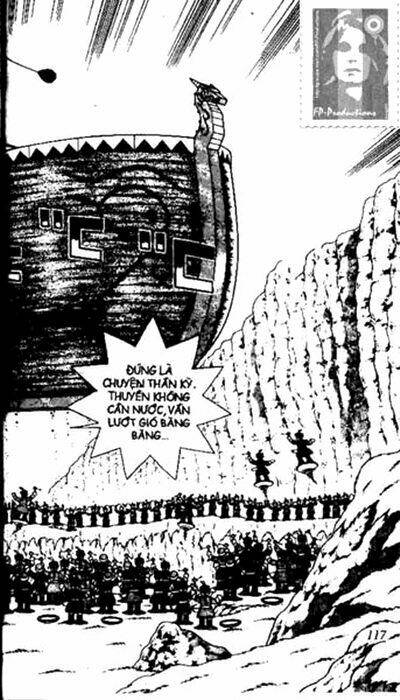 FP-Productions
ĐÚNG LÀ
CHUYỆN THẦN KỲ.
THUYỀN KHÔNG
CẦN NƯỚC, VẪN
LƯỚT GIÓ BĂNG
BĂNG...
117